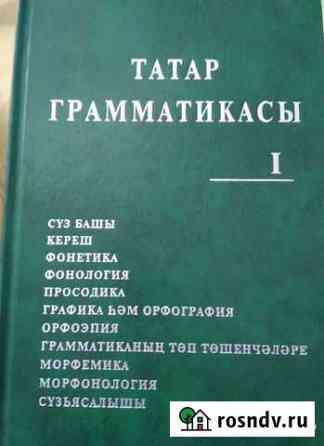 ТАТАР
ГРАММАТИКАСЫ
I
СҮЗ БАШЫ
КЕРЕШ
ФОНЕТИКА
ФОНОЛОГИЯ
ПРОСОДИКА
ГРАФИКА ҺӘМ ОРФОГРАФИЯ
ОРФОЭПИЯ
ГРАММАТИКАНЫҢ ТӨП ТӨШЕНЧӘЛӘРЕ
МОРФЕМИКА
МОРФОНОЛОГИЯ
СҮЗЬЯСАЛЫШЫ
rosndv.ru